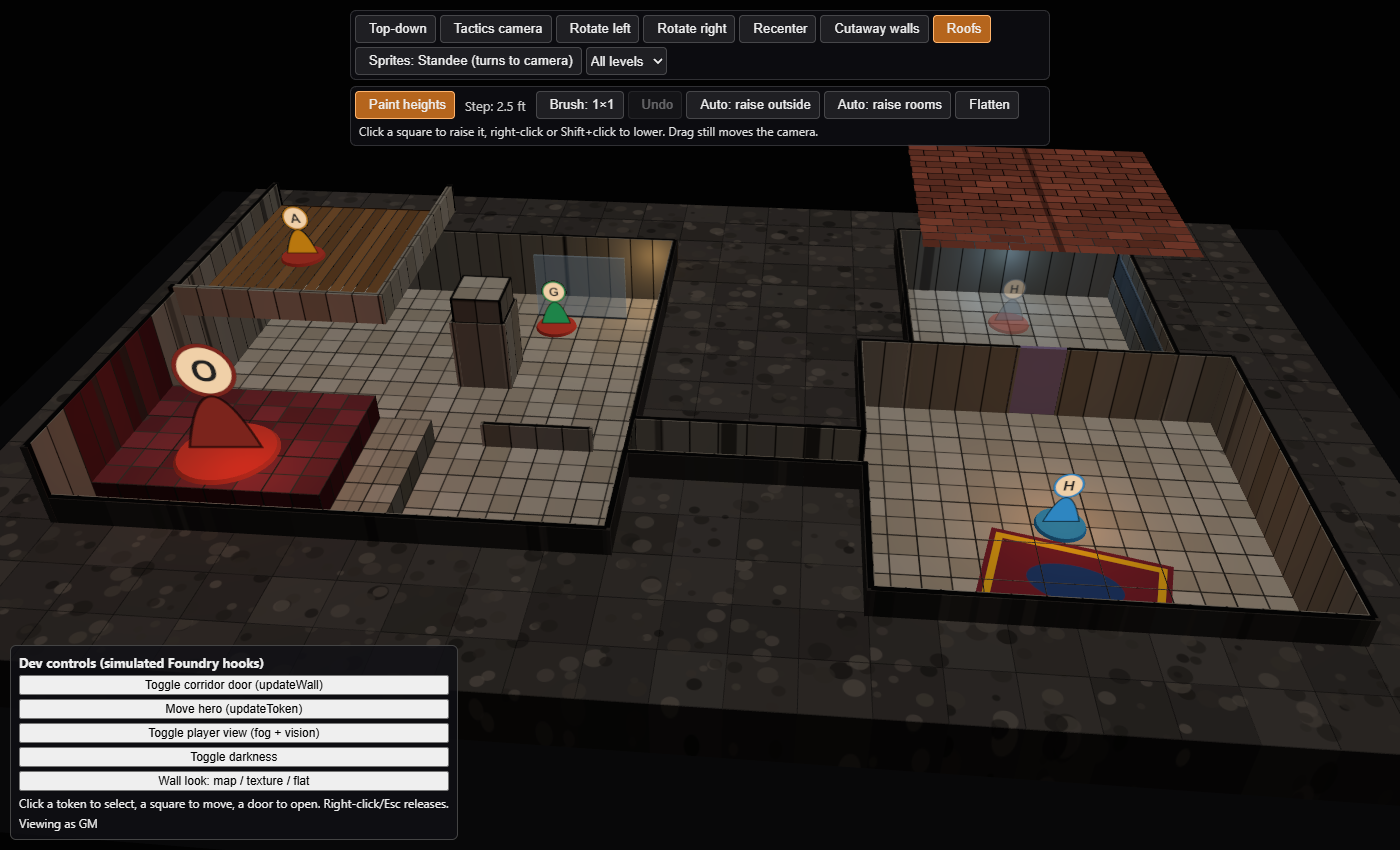 Top-down Tactics camera Rotate left Rotate right Recenter Cutaway walls Roofs
Sprites: Standee (turns to camera) All levels
Paint heights Step: 2.5 ft Brush: 1×1 Undo Auto: raise outside Auto: raise rooms Flatten
Click a square to raise it, right-click or Shift+click to lower. Drag still moves the camera.
A
G
H
O
H
Dev controls (simulated Foundry hooks)
Toggle corridor door (updateWall)
Move hero (updateToken)
Toggle player view (fog + vision)
Toggle darkness
Wall look: map / texture / flat
Click a token to select, a square to move, a door to open. Right-click/Esc releases.
Viewing as GM